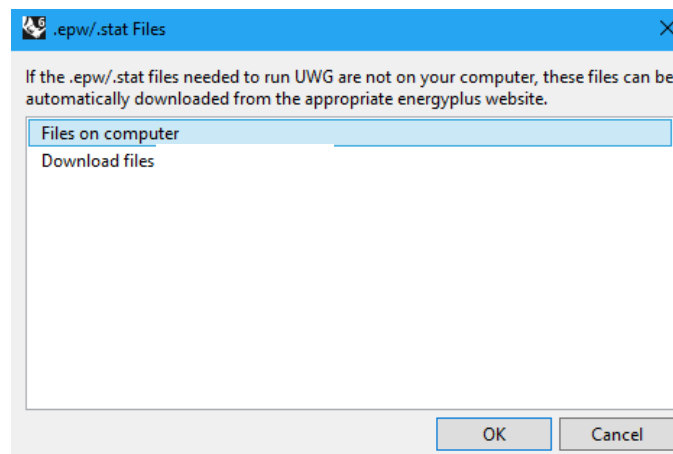 .epw/.stat Files
If the .epw/.stat files needed to run UWG are not on your computer, these files can be
automatically downloaded from the appropriate energyplus website.
Files on computer
Download files
OK
Cancel